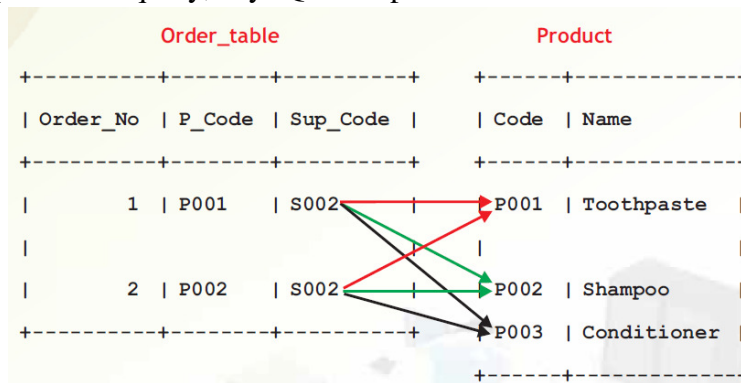 Order_table Product
+----------+--------+----------+ +------+--------------
| Order_No | P_Code | Sup_Code | | Code | Name |
+----------+--------+----------+ +------+--------------
| 1 | P001 | S002 | | P001 | Toothpaste |
| | | |
| 2 | P002 | S002 | | P002 | Shampoo |
+----------+--------+----------+ | P003 | Conditioner |
+------+--------------